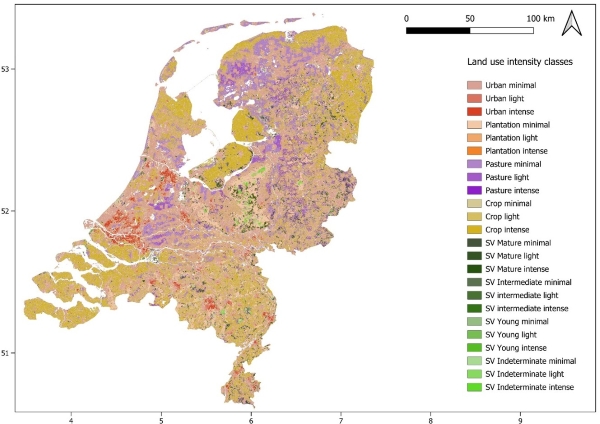 0 50 100 km
Land use intensity classes
Urban minimal
Urban light
Urban intense
Plantation minimal
Plantation light
Plantation intense
Pasture minimal
Pasture light
Pasture intense
Crop minimal
Crop light
Crop intense
SV Mature minimal
SV Mature light
SV Mature intense
SV Intermediate minimal
SV intermediate light
SV intermediate intense
SV Young minimal
SV Young light
SV Young intense
SV Indeterminate minimal
SV Indeterminate light
SV Indeterminate intense
53
52
51
4 5 6 7 8 9